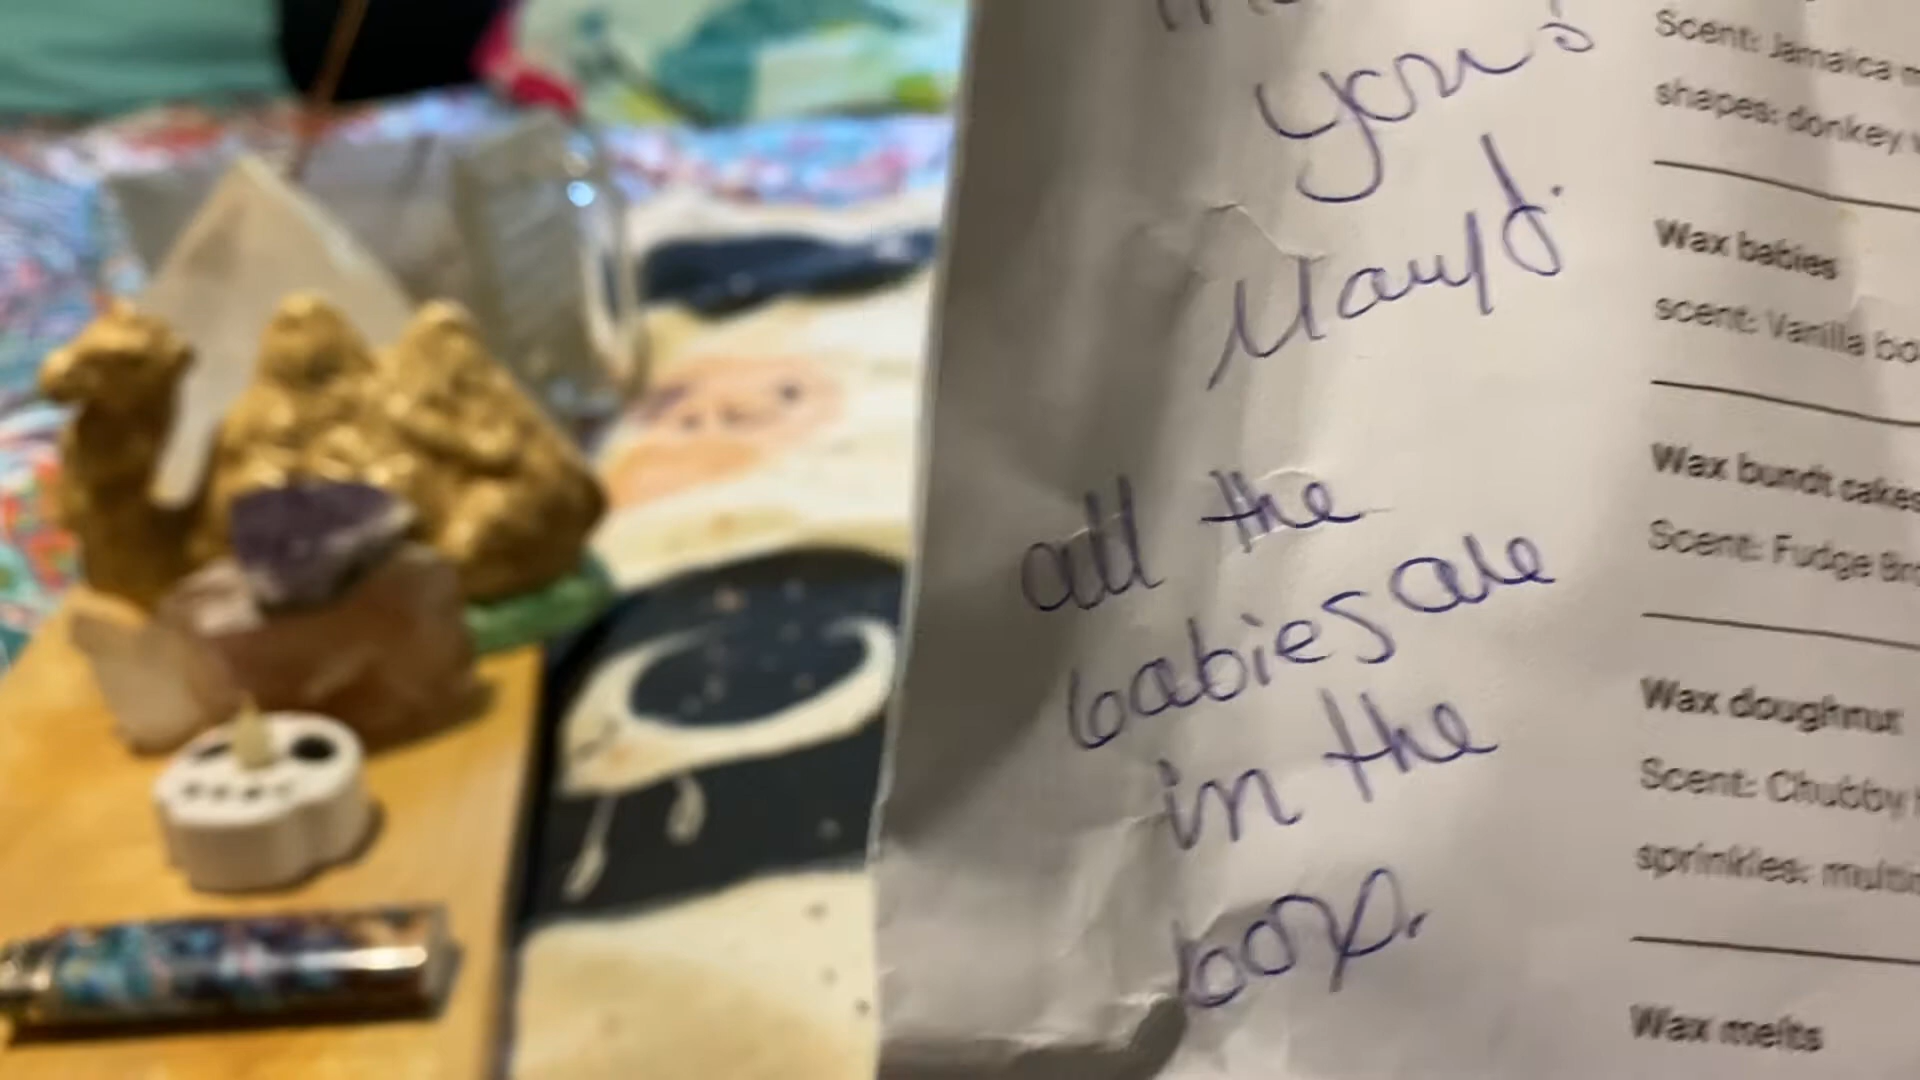 you!
all the
babies are
in the
box.
Scent: Jamaica
shapes: donkey
Wax babies
scent: Vanilla
Wax bundt cakes
Scent: Fudge
Wax doughnut
Scent: Chubby
sprinkles:
Wax melts